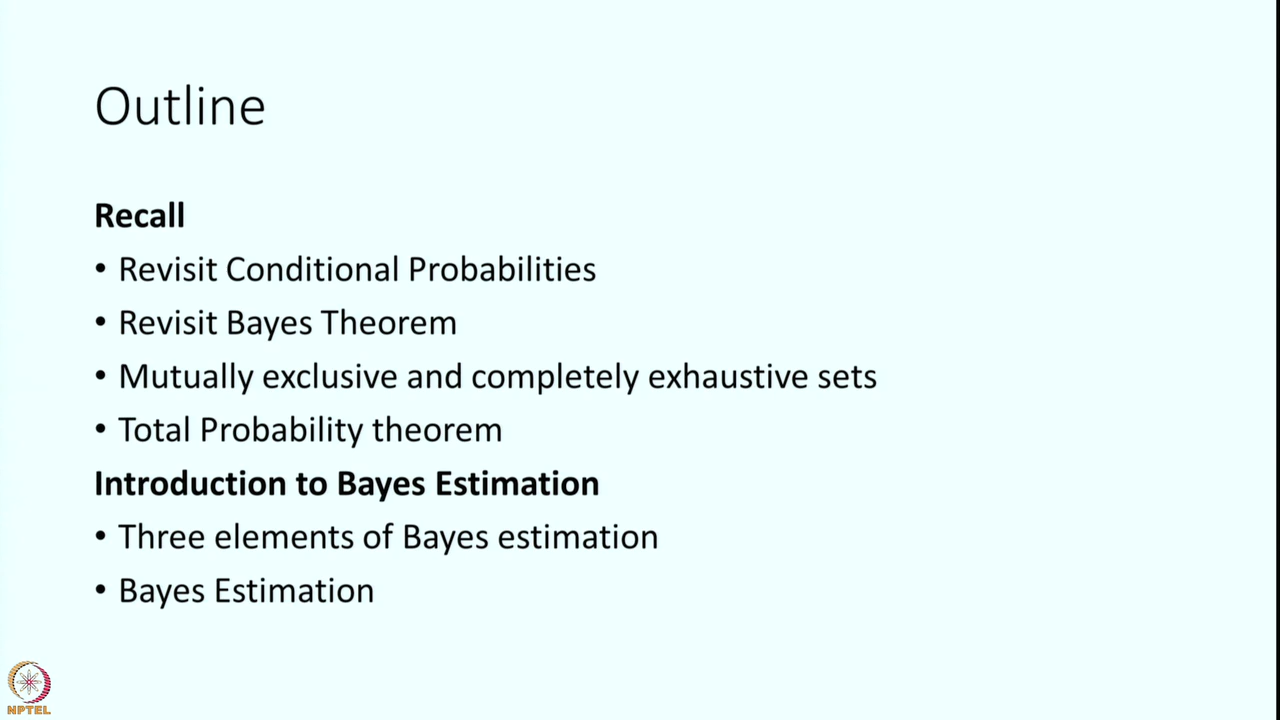 Outline
Recall
• Revisit Conditional Probabilities
• Revisit Bayes Theorem
• Mutually exclusive and completely exhaustive sets
• Total Probability theorem
Introduction to Bayes Estimation
• Three elements of Bayes estimation
• Bayes Estimation
NPTEL